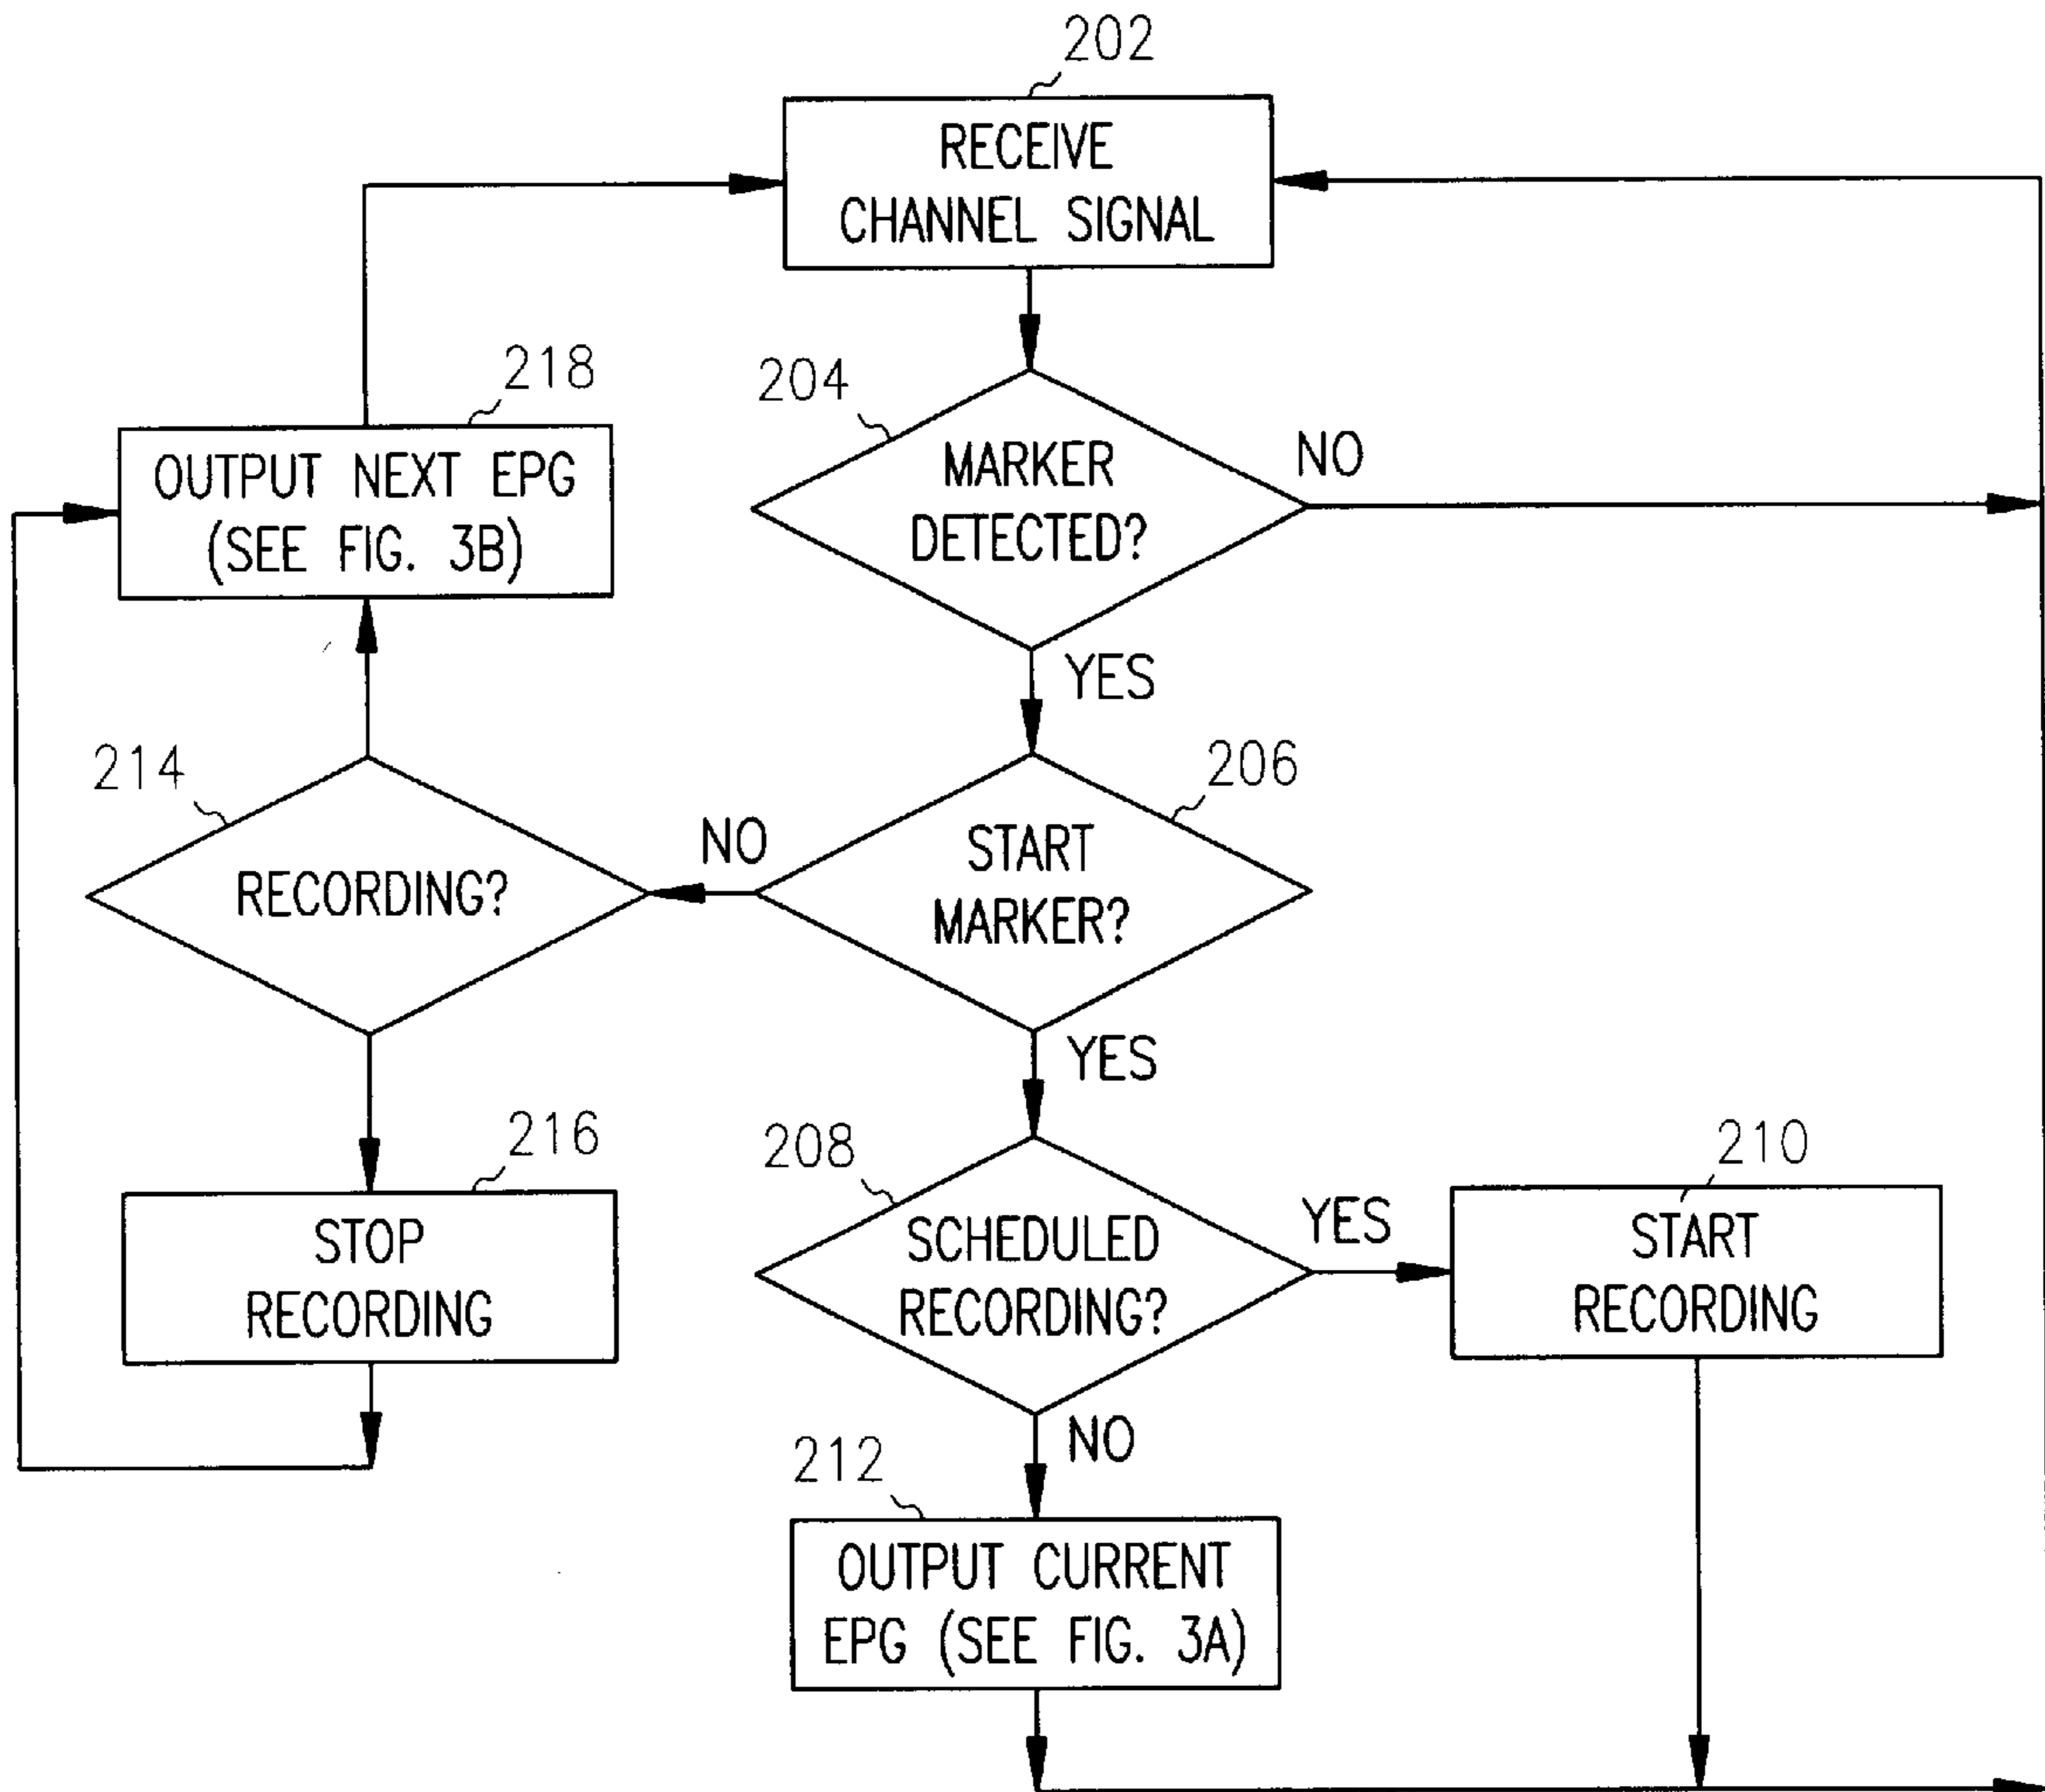 202
RECEIVE
CHANNEL SIGNAL
204
MARKER
DETECTED?
NO
YES
218
OUTPUT NEXT EPG
(SEE FIG. 3B)
214
RECORDING?
NO
206
START
MARKER?
YES
216
STOP
RECORDING
208
SCHEDULED
RECORDING?
YES
210
START
RECORDING
NO
212
OUTPUT CURRENT
EPG (SEE FIG. 3A)